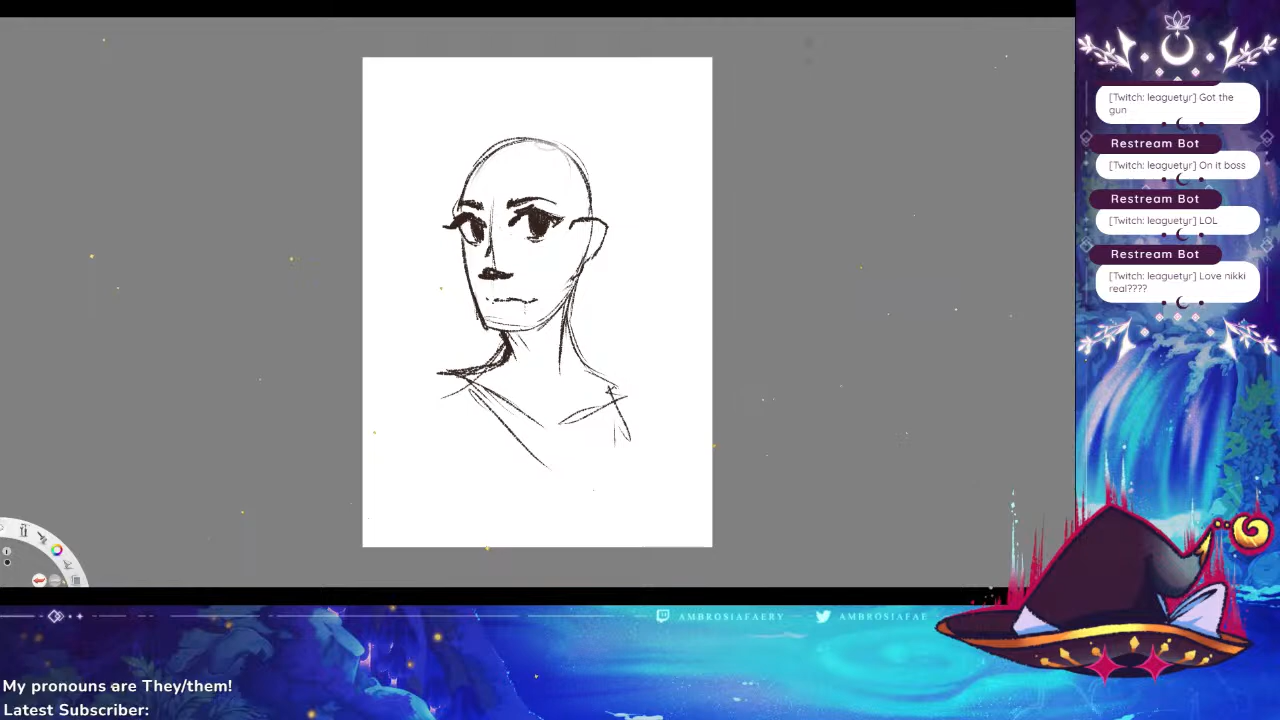 [Twitch: leaguetyr] Got the
gun
Restream Bot
[Twitch: leaguetyr] On it boss
Restream Bot
[Twitch: leaguetyr] LOL
Restream Bot
[Twitch: leaguetyr] Love nikki
real????
AMBROSIAFAERY
AMBROSIAFAE
My pronouns are They/them!
Latest Subscriber: